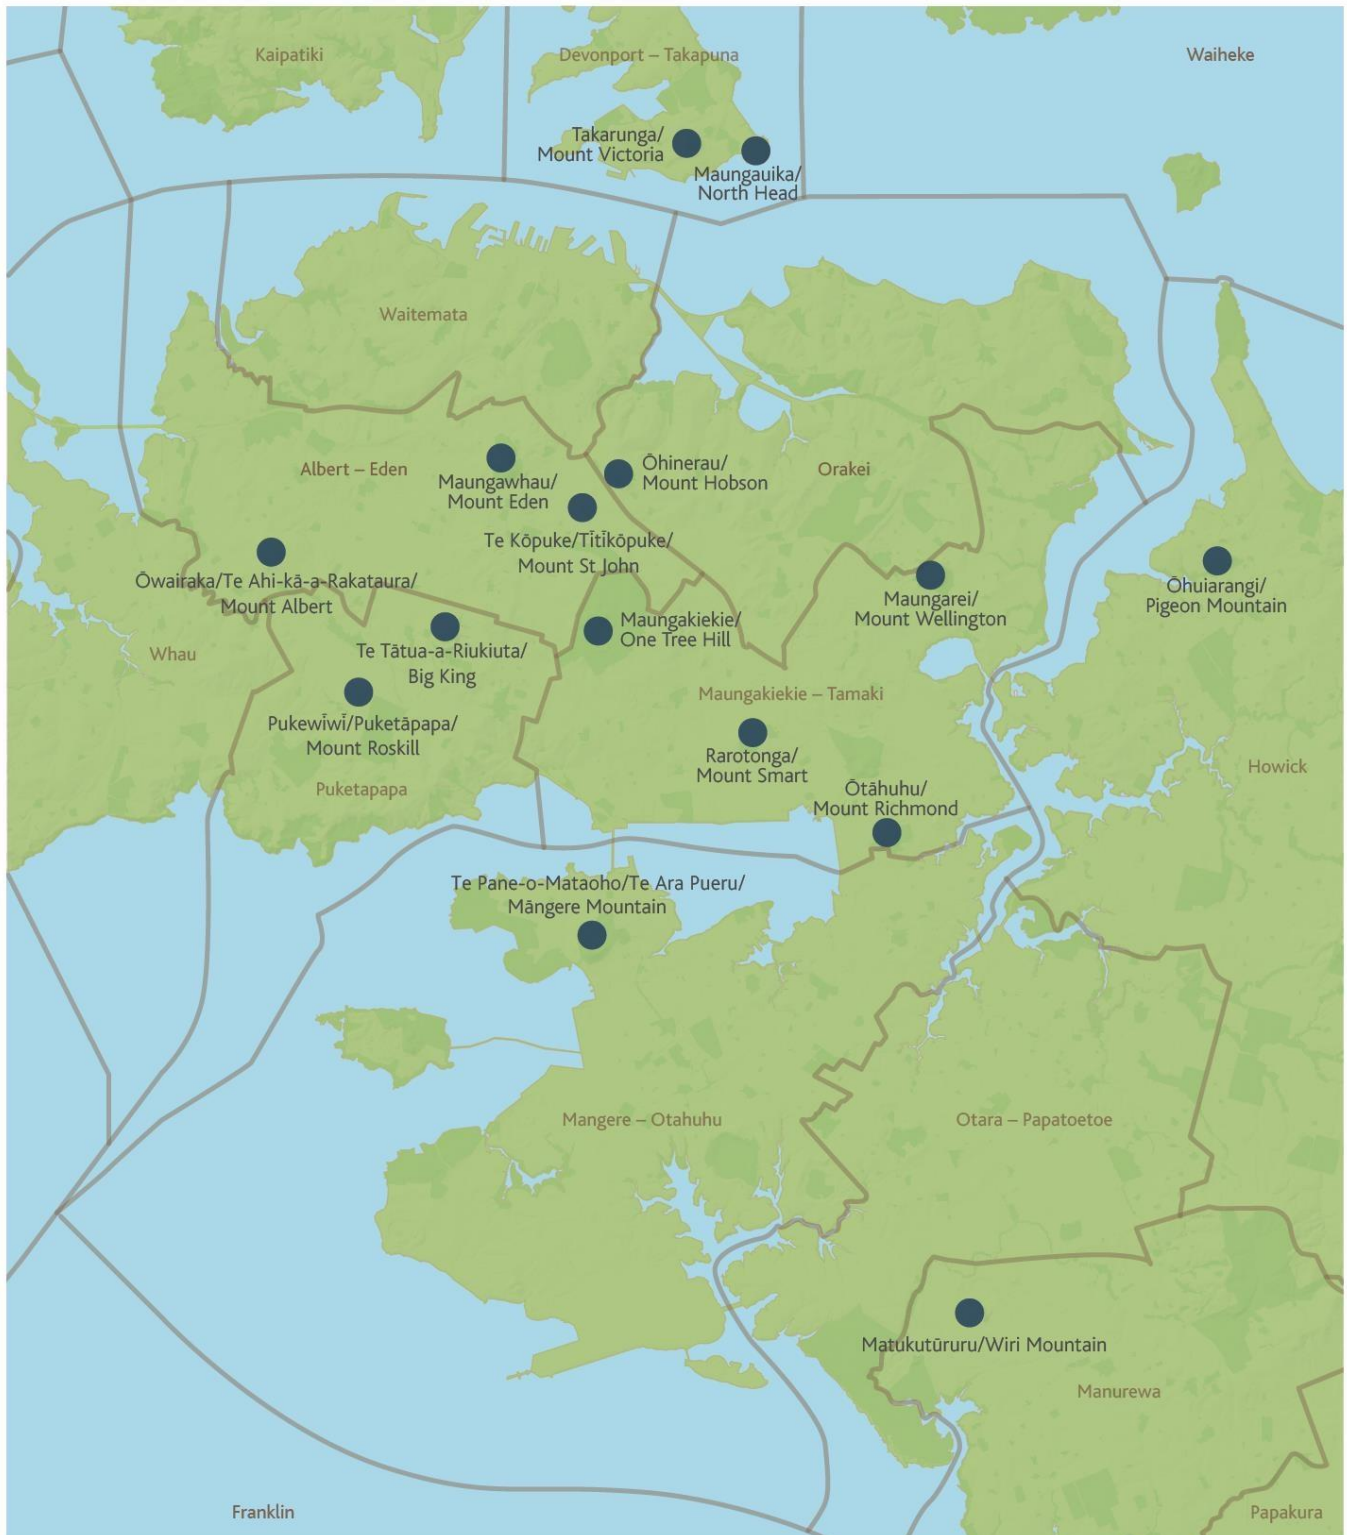 Kaipatiki
Devonport – Takapuna
Waiheke
Takarunga/
Mount Victoria
Maungauika/
North Head
Waitemata
Albert – Eden
Maungawhau/
Mount Eden
Ōhinerau/
Mount Hobson
Orakei
Te Kōpuke/Tītīkōpuke/
Mount St John
Ōwairaka/Te Ahi-kā-a-Rakataura/
Mount Albert
Ōhuiarangi/
Pigeon Mountain
Maungarei/
Mount Wellington
Maungakiekie/
One Tree Hill
Te Tātua-a-Riukiuta/
Big King
Whau
Maungakiekie – Tamaki
Pukewīwī/Puketāpapa/
Mount Roskill
Rarotonga/
Mount Smart
Howick
Puketapapa
Ōtāhuhu/
Mount Richmond
Te Pane-o-Mataoho/Te Ara Pueru/
Māngere Mountain
Mangere – Otahuhu
Otara – Papatoetoe
Matukutūruru/Wiri Mountain
Manurewa
Franklin
Papakura